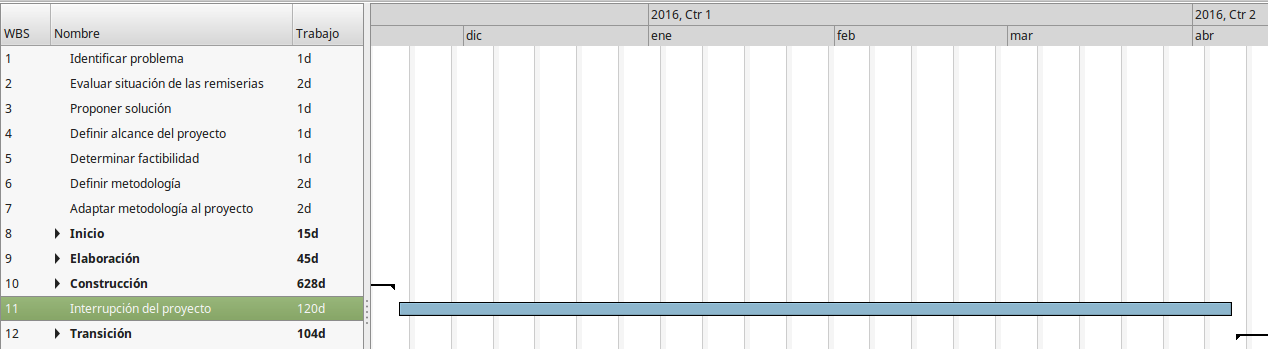 2016, Ctr 1 2016, Ctr 2
WBS Nombre Trabajo dic ene feb mar abr
1 Identificar problema 1d
2 Evaluar situación de las remiserias 2d
3 Proponer solución 1d
4 Definir alcance del proyecto 1d
5 Determinar factibilidad 1d
6 Definir metodología 2d
7 Adaptar metodología al proyecto 2d
8 Inicio 15d
9 Elaboración 45d
10 Construcción 628d
11 Interrupción del proyecto 120d
12 Transición 104d